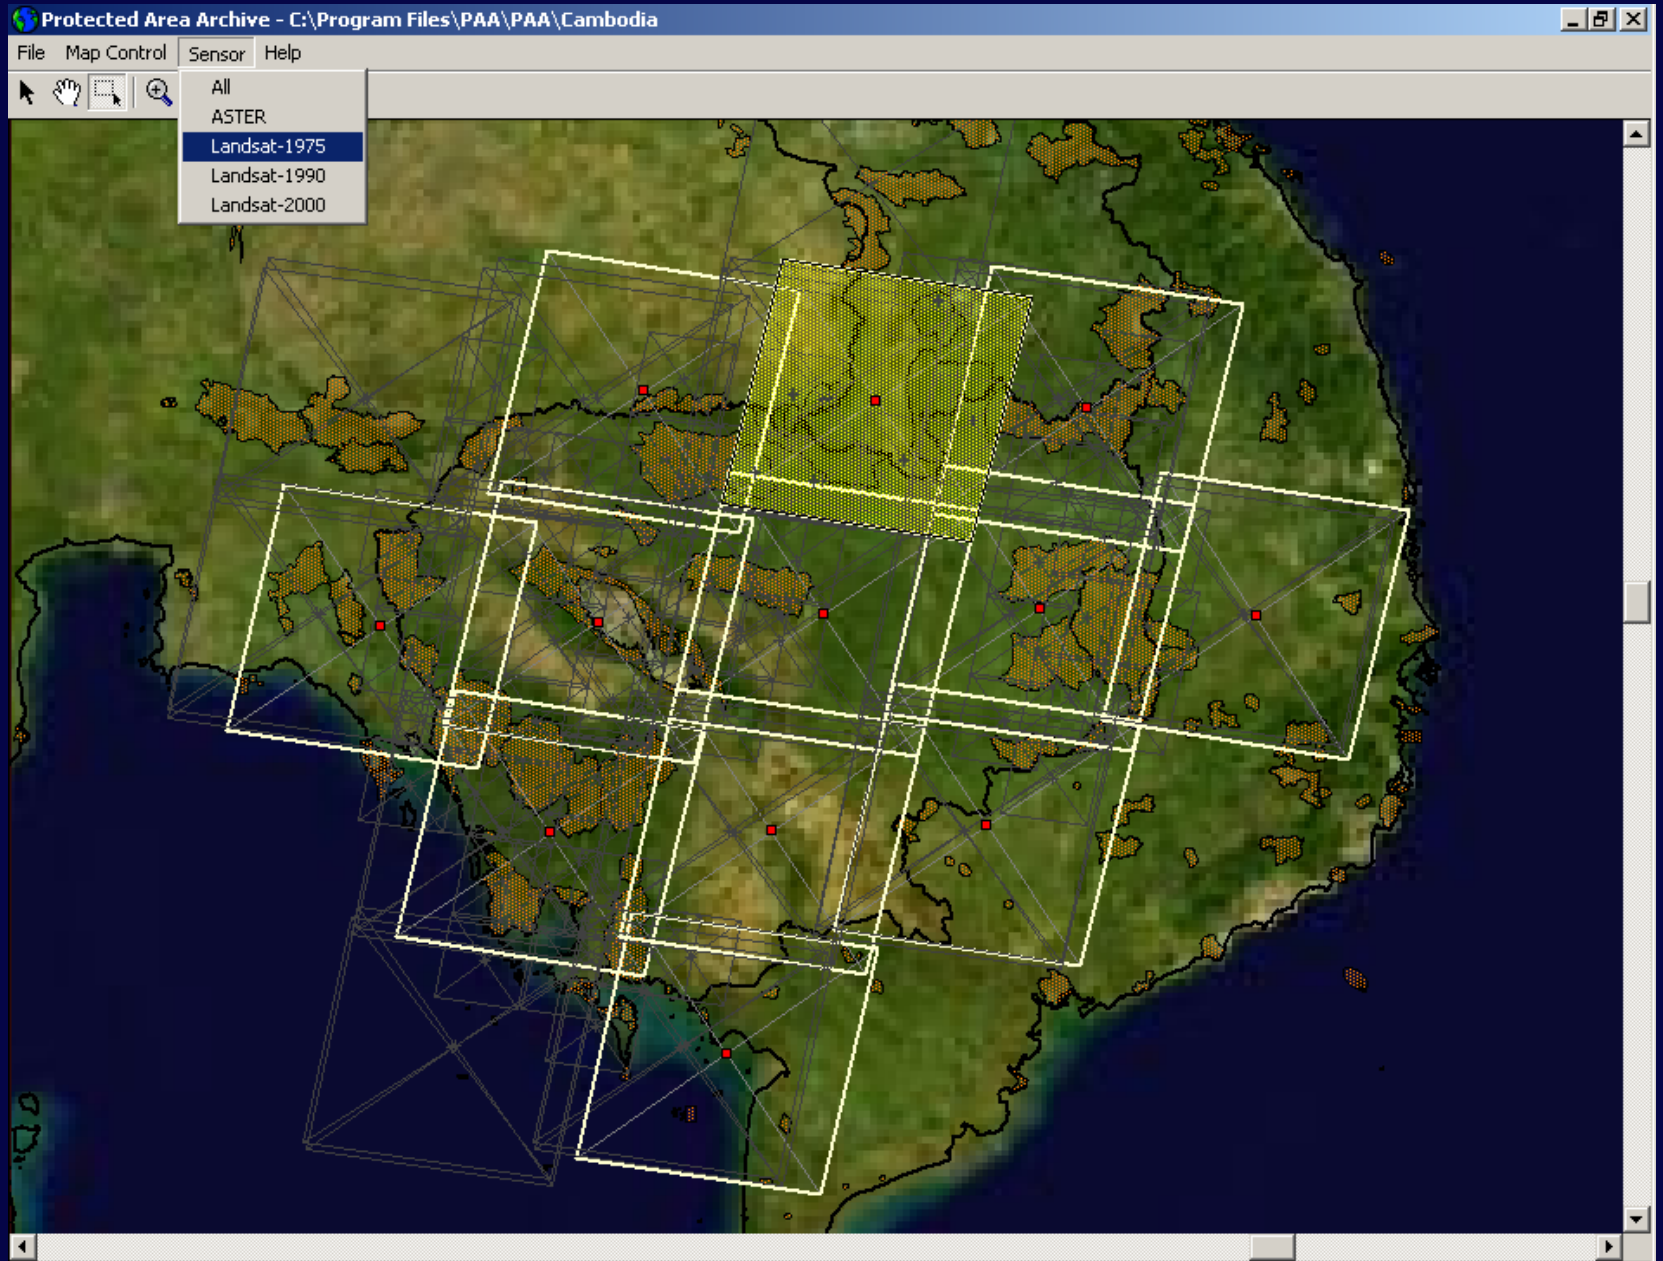 Protected Area Archive - C:\Program Files\PAA\PAA\Cambodia
File Map Control Sensor Help
All
ASTER
Landsat-1975
Landsat-1990
Landsat-2000